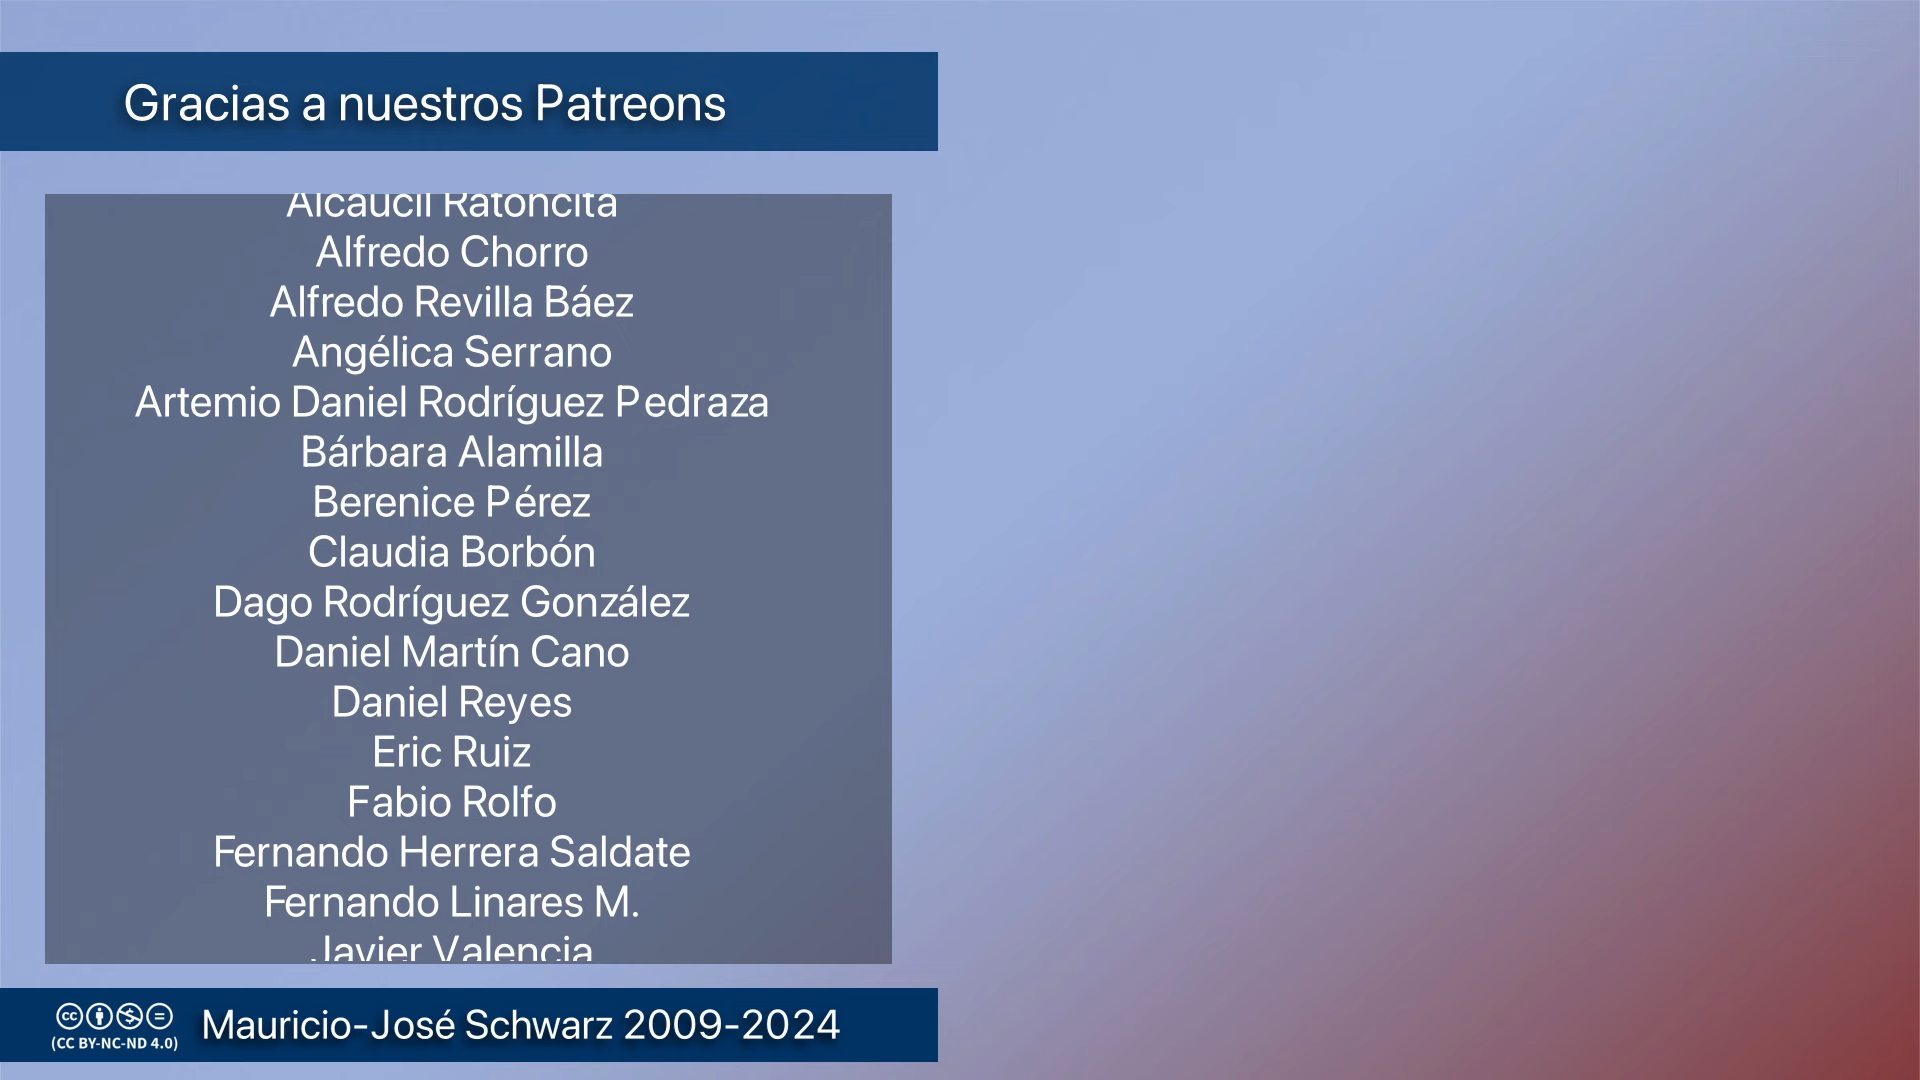 Gracias a nuestros Patreons
Alcaucil Ratoncita
Alfredo Chorro
Alfredo Revilla Báez
Angélica Serrano
Artemio Daniel Rodríguez Pedraza
Bárbara Alamilla
Berenice Pérez
Claudia Borbón
Dago Rodríguez González
Daniel Martín Cano
Daniel Reyes
Eric Ruiz
Fabio Rolfo
Fernando Herrera Saldate
Fernando Linares M.
Javier Valencia
(CC BY-NC-ND 4.0)
Mauricio-José Schwarz 2009-2024